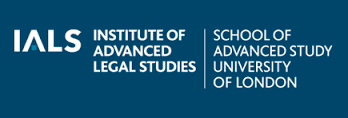 IALS
INSTITUTE OF
ADVANCED
LEGAL STUDIES
SCHOOL OF
ADVANCED STUDY
UNIVERSITY
OF LONDON